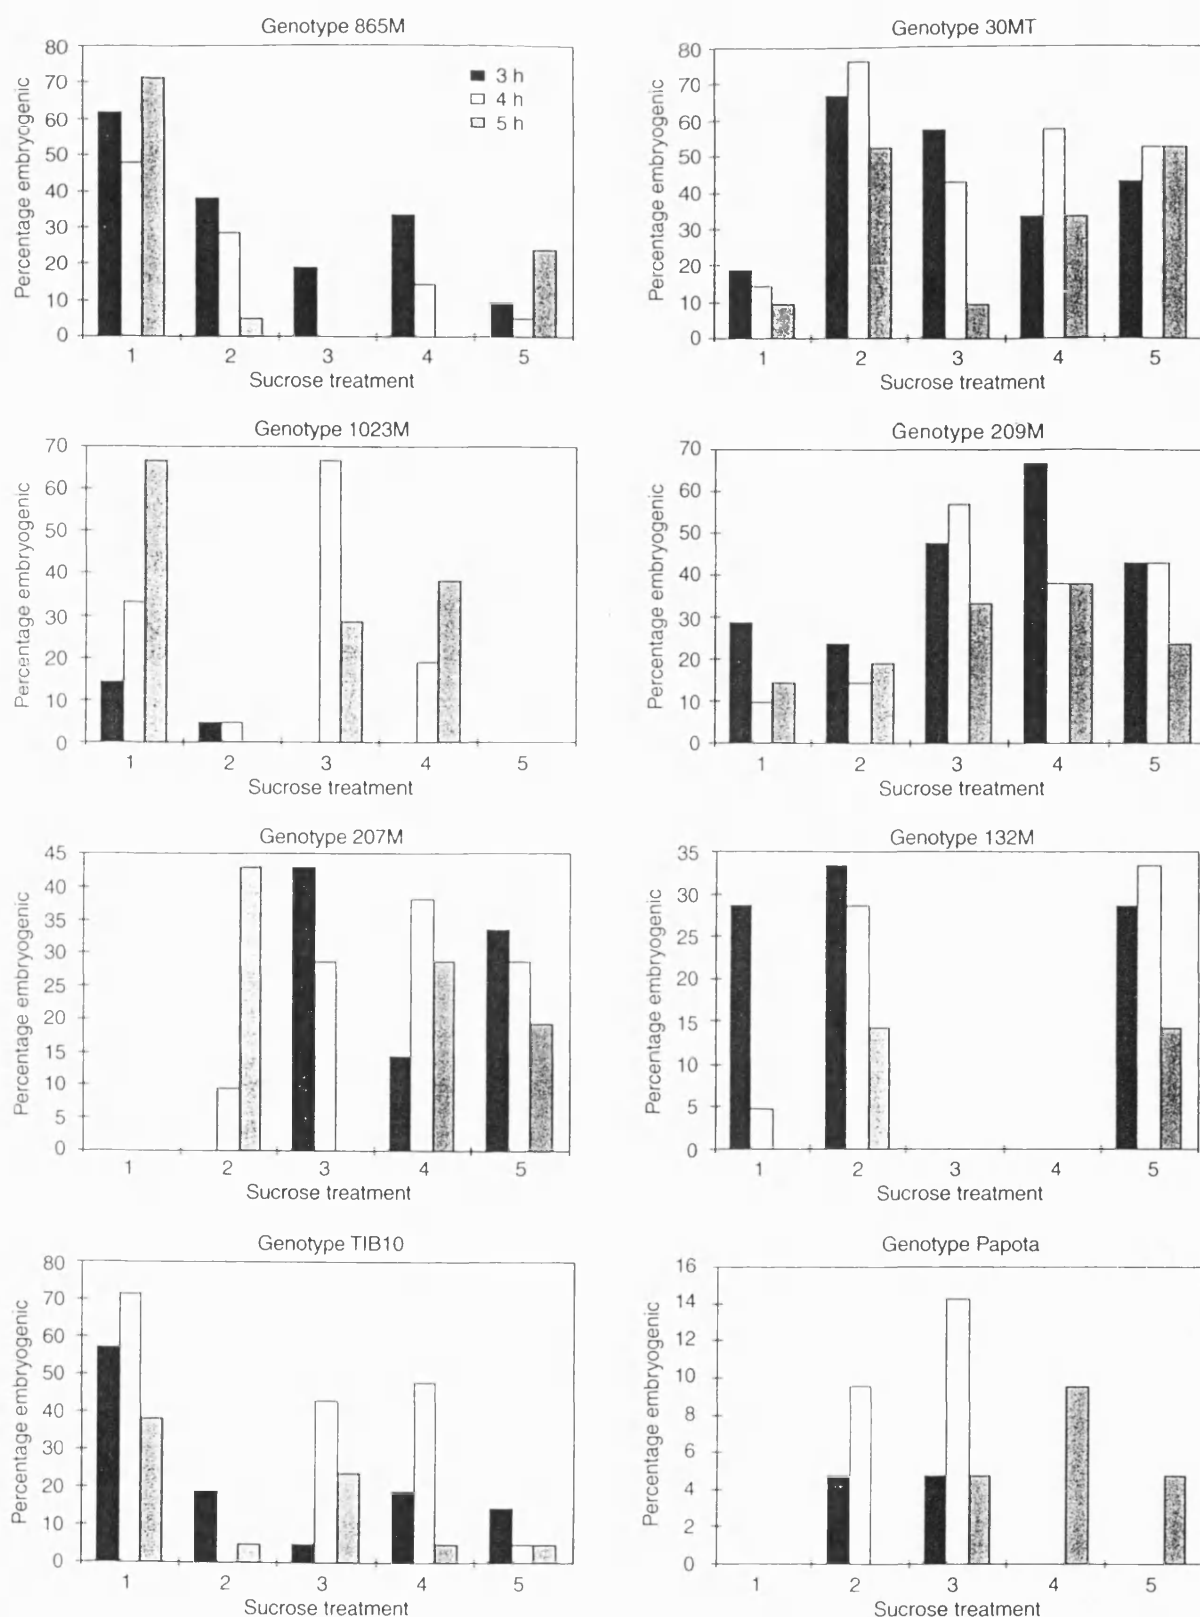 Genotype 865M
80
70
60
50
40
30
20
10
0
Percentage embryogenic
3 h
4 h
5 h
1 2 3 4 5
Sucrose treatment
Genotype 30MT
80
70
60
50
40
30
20
10
0
Percentage embryogenic
1 2 3 4 5
Sucrose treatment
Genotype 1023M
70
60
50
40
30
20
10
0
Percentage embryogenic
1 2 3 4 5
Sucrose treatment
Genotype 209M
70
60
50
40
30
20
10
0
Percentage embryogenic
1 2 3 4 5
Sucrose treatment
Genotype 207M
45
40
35
30
25
20
15
10
5
0
Percentage embryogenic
1 2 3 4 5
Sucrose treatment
Genotype 132M
35
30
25
20
15
10
5
0
Percentage embryogenic
1 2 3 4 5
Sucrose treatment
Genotype TIB10
80
70
60
50
40
30
20
10
0
Percentage embryogenic
1 2 3 4 5
Sucrose treatment
Genotype Papota
16
14
12
10
8
6
4
2
0
Percentage embryogenic
1 2 3 4 5
Sucrose treatment